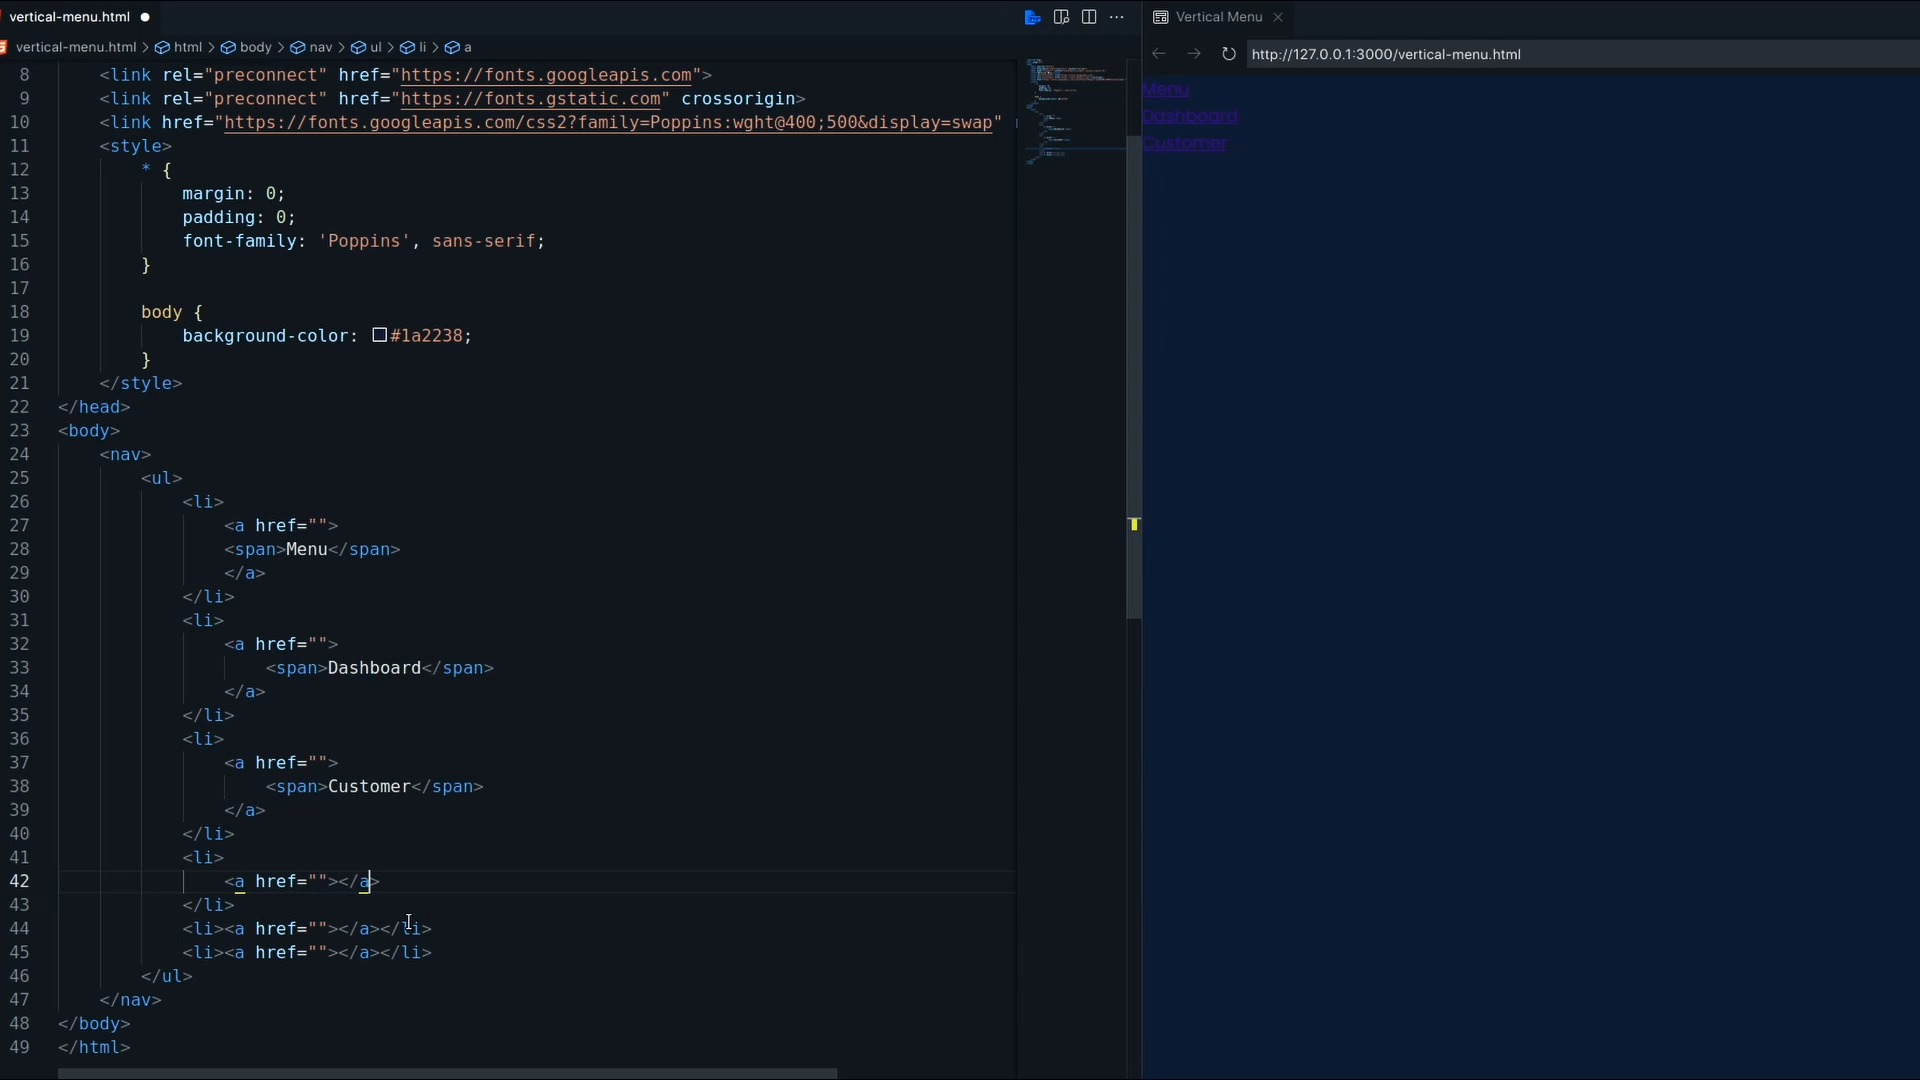 vertical-menu.html
vertical-menu.html > html > body > nav > ul > li > a
8 <link rel="preconnect" href="https://fonts.googleapis.com">
9 <link rel="preconnect" href="https://fonts.gstatic.com" crossorigin>
10 <link href="https://fonts.googleapis.com/css2?family=Poppins:wght@400;500&display=swap"
11 <style>
12 * {
13 margin: 0;
14 padding: 0;
15 font-family: 'Poppins', sans-serif;
16 }
17
18 body {
19 background-color: #1a2238;
20 }
21 </style>
22 </head>
23 <body>
24 <nav>
25 <ul>
26 <li>
27 <a href="">
28 <span>Menu</span>
29 </a>
30 </li>
31 <li>
32 <a href="">
33 <span>Dashboard</span>
34 </a>
35 </li>
36 <li>
37 <a href="">
38 <span>Customer</span>
39 </a>
40 </li>
41 <li>
42 <a href=""></a>
43 </li>
44 <li><a href=""></a></li>
45 <li><a href=""></a></li>
46 </ul>
47 </nav>
48 </body>
49 </html>
Vertical Menu
http://127.0.0.1:3000/vertical-menu.html
Menu
Dashboard
Customer